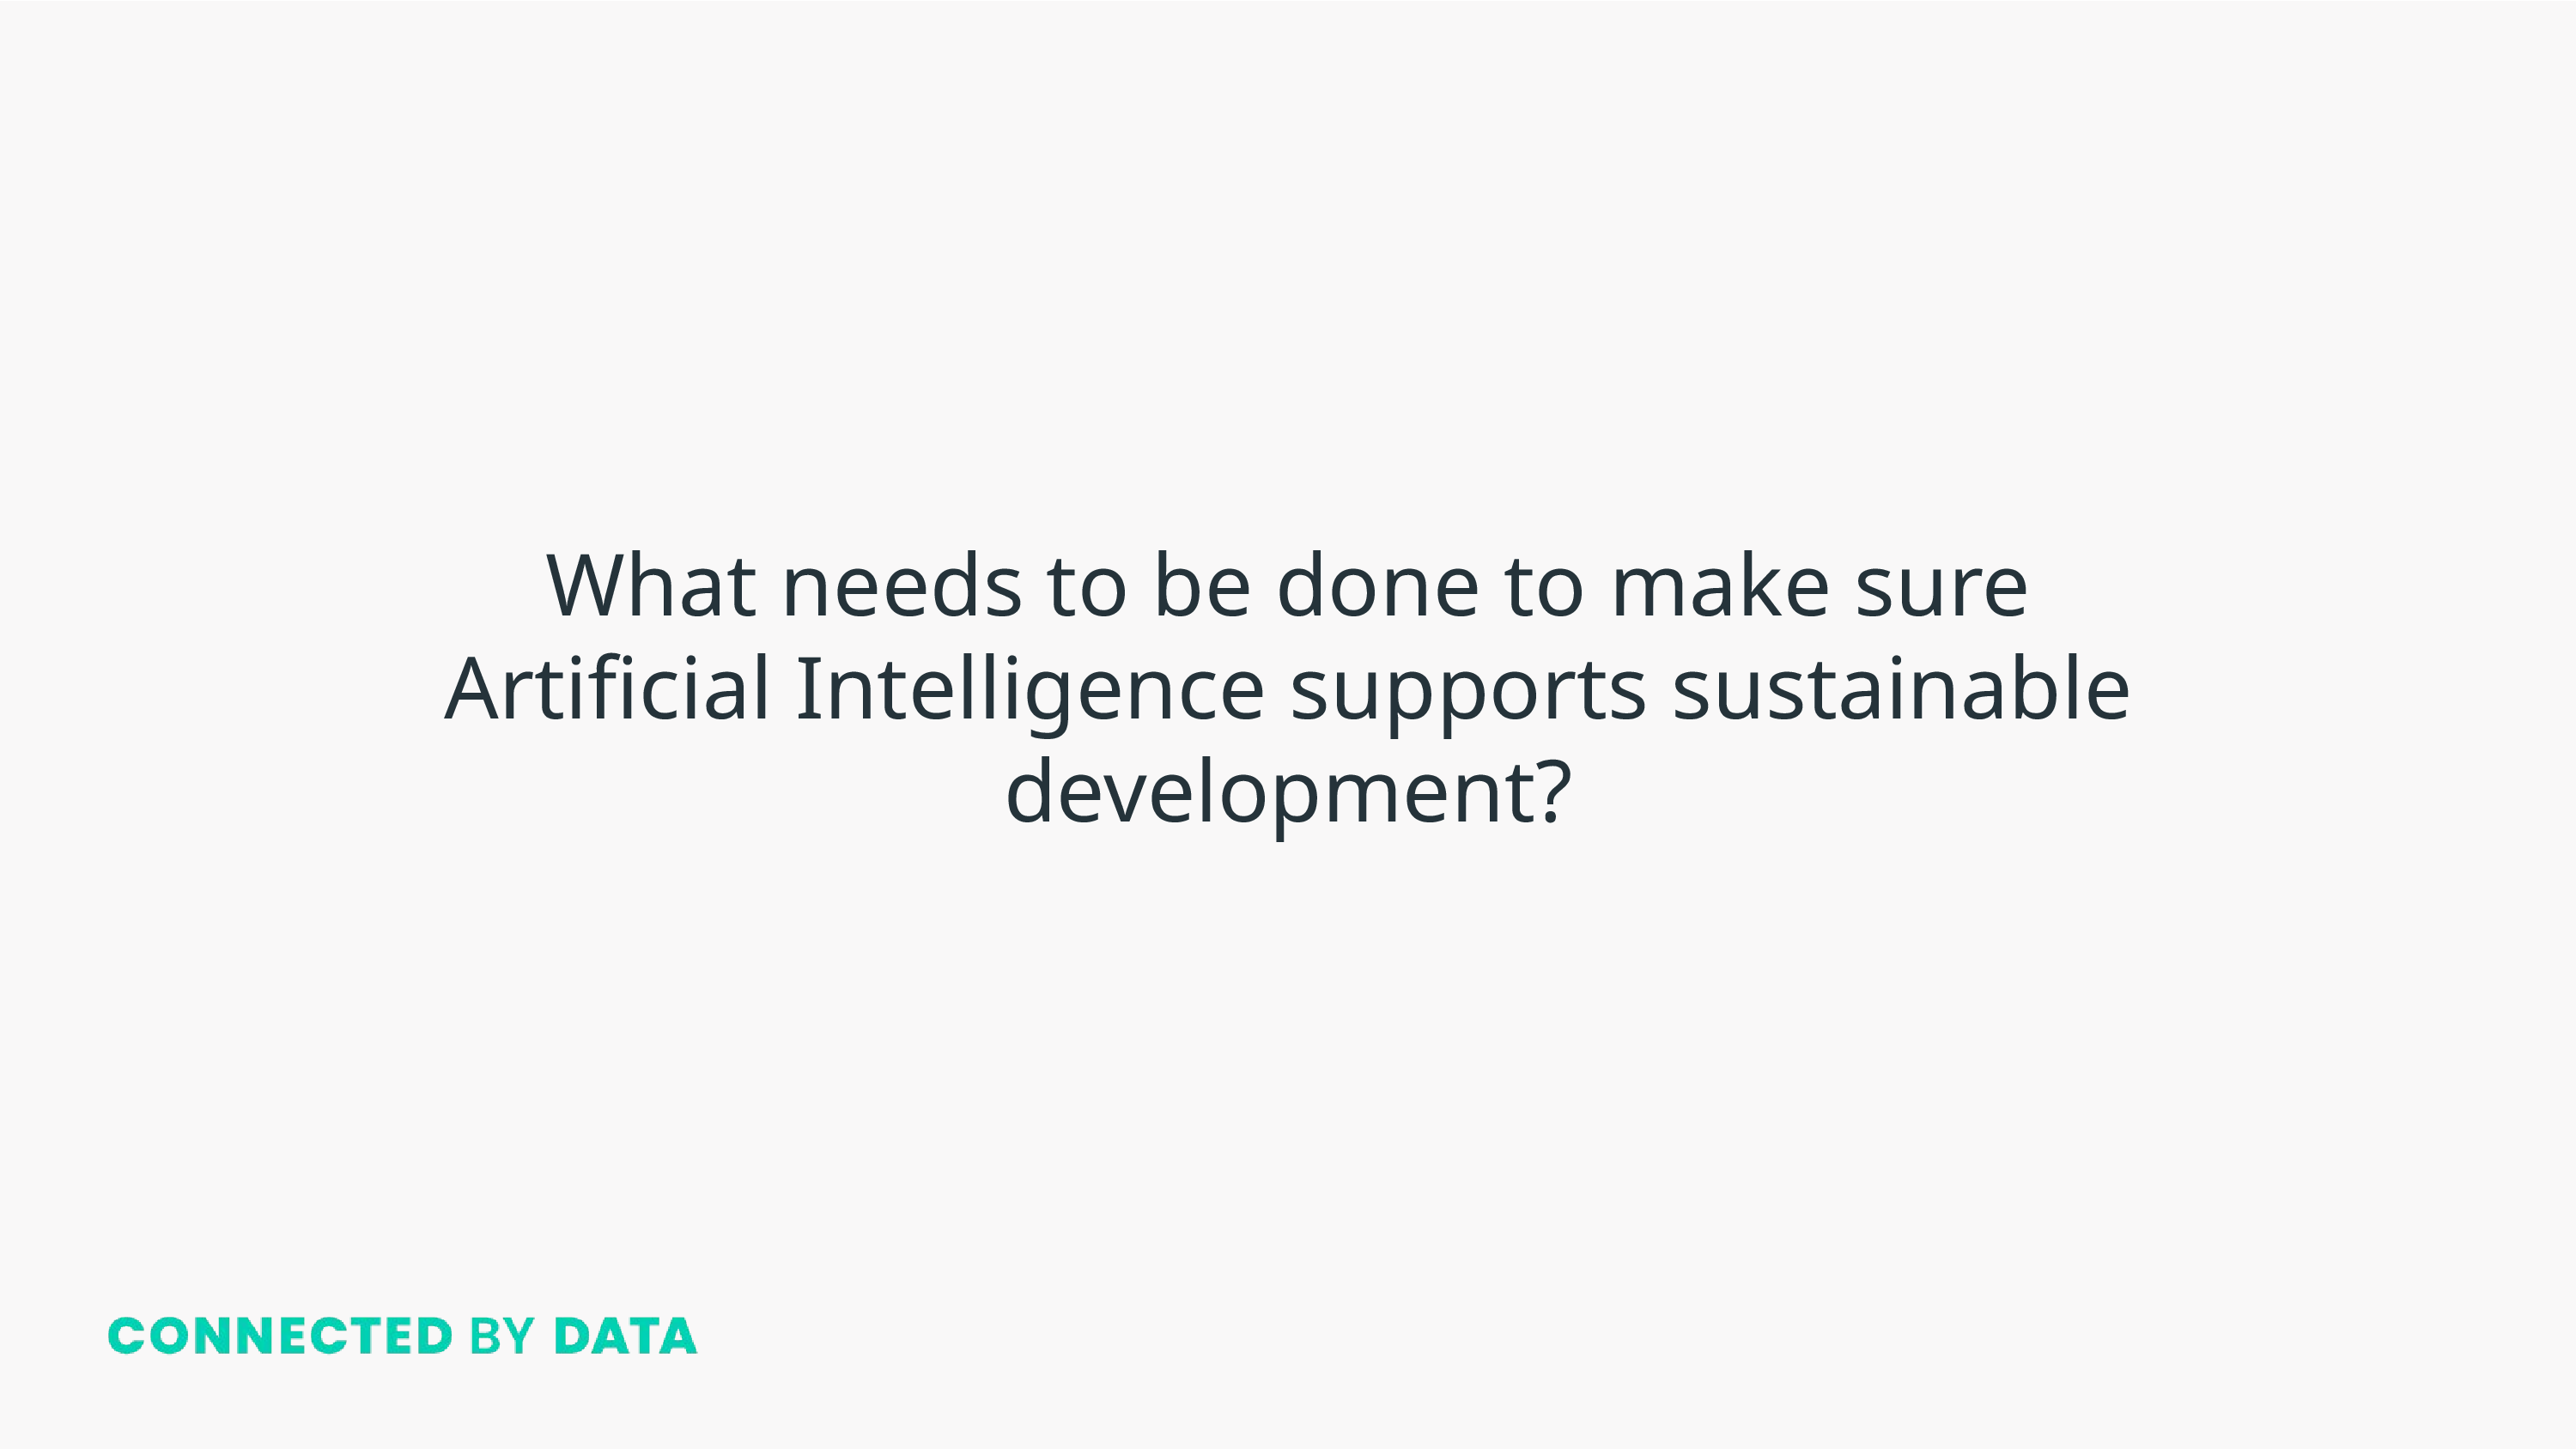 What needs to be done to make sure
Artificial Intelligence supports sustainable
development?
CONNECTED BY DATA